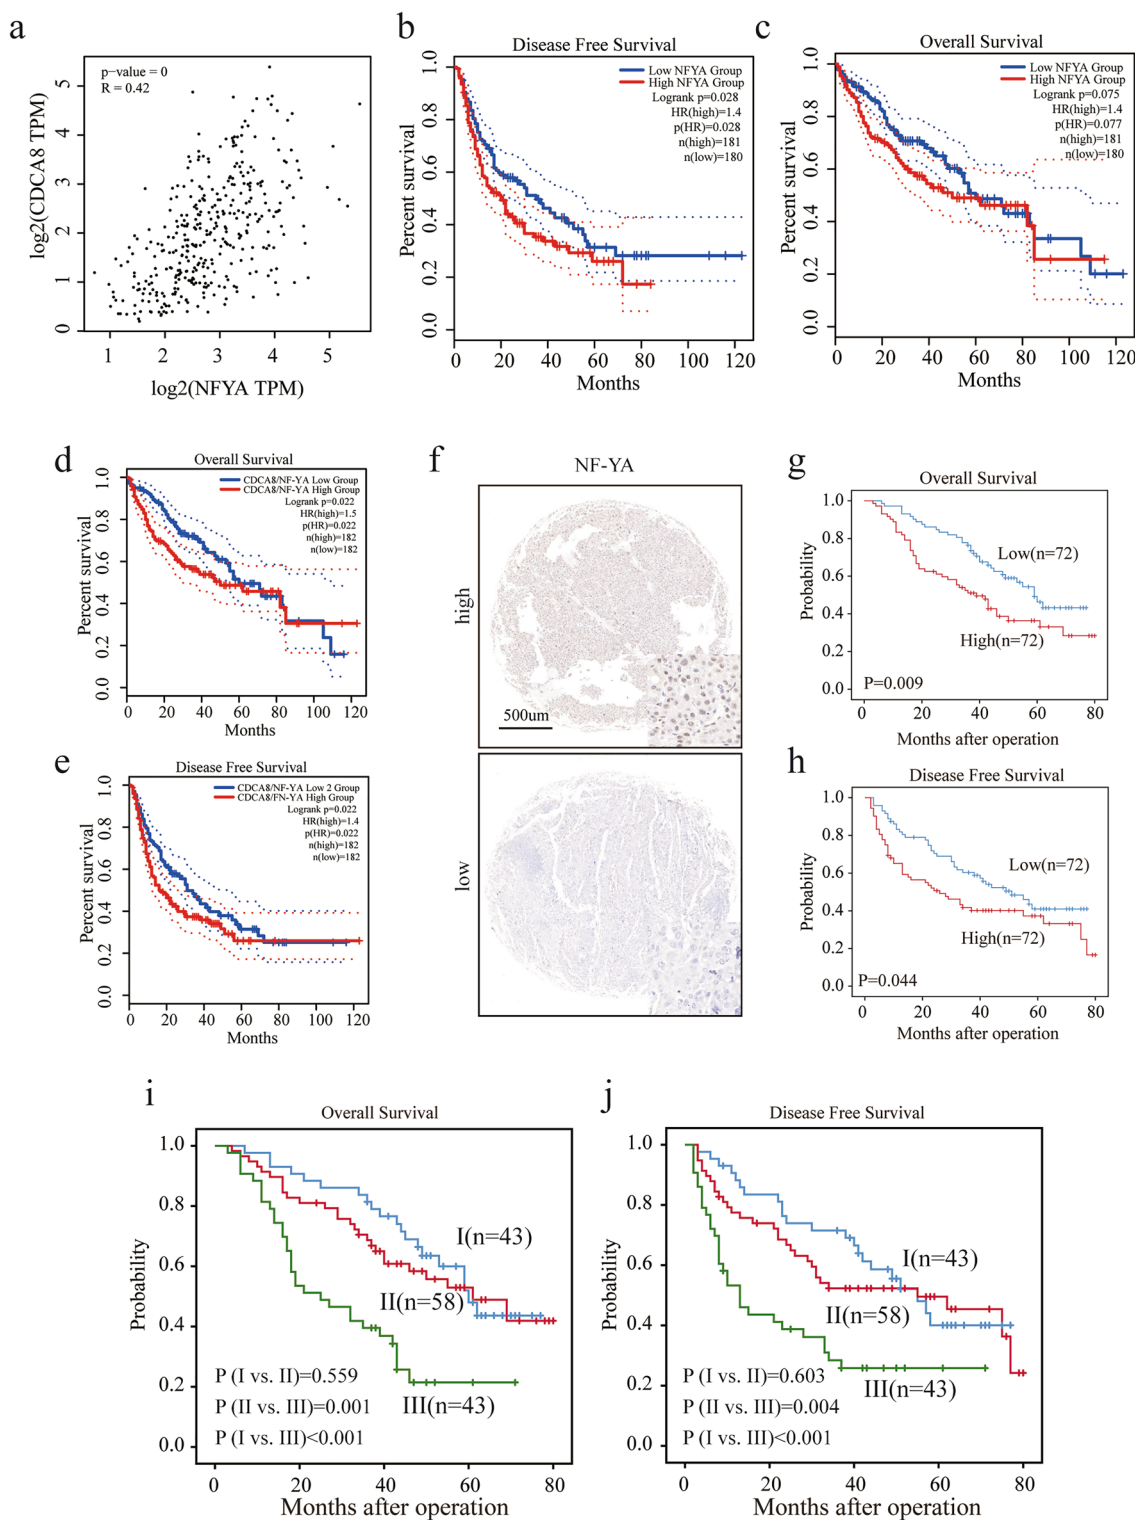 a
p−value = 0
R = 0.42
log2(CDCA8 TPM)
5
4
3
2
1
0
1 2 3 4 5
log2(NFYA TPM)
b
Disease Free Survival
Low NFYA Group
High NFYA Group
Logrank p=0.028
HR(high)=1.4
p(HR)=0.028
n(high)=181
n(low)=180
Percent survival
1.0
0.8
0.6
0.4
0.2
0.0
0 20 40 60 80 100 120
Months
c
Overall Survival
Low NFYA Group
High NFYA Group
Logrank p=0.075
HR(high)=1.4
p(HR)=0.077
n(high)=181
n(low)=180
Percent survival
1.0
0.8
0.6
0.4
0.2
0.0
0 20 40 60 80 100 120
Months
d
Overall Survival
CDCA8/NF-YA Low Group
CDCA8/NF-YA High Group
Logrank p=0.022
HR(high)=1.5
p(HR)=0.022
n(high)=182
n(low)=182
Percent survival
1.0
0.8
0.6
0.4
0.2
0.0
0 20 40 60 80 100 120
Months
e
Disease Free Survival
CDCA8/NF-YA Low 2 Group
CDCA8/FN-YA High Group
Logrank p=0.022
HR(high)=1.4
p(HR)=0.022
n(high)=182
n(low)=182
Percent survival
1.0
0.8
0.6
0.4
0.2
0.0
0 20 40 60 80 100 120
Months
f
NF-YA
high
500um
low
g
Overall Survival
Probability
1.0
0.8
0.6
0.4
0.2
0.0
Low(n=72)
High(n=72)
P=0.009
0 20 40 60 80
Months after operation
h
Disease Free Survival
Probability
1.0
0.8
0.6
0.4
0.2
0.0
Low(n=72)
High(n=72)
P=0.044
0 20 40 60 80
Months after operation
i
Overall Survival
Probability
1.0
0.8
0.6
0.4
0.2
0.0
I(n=43)
II(n=58)
III(n=43)
P (I vs. II)=0.559
P (II vs. III)=0.001
P (I vs. III)<0.001
0 20 40 60 80
Months after operation
j
Disease Free Survival
Probability
1.0
0.8
0.6
0.4
0.2
0.0
I(n=43)
II(n=58)
III(n=43)
P (I vs. II)=0.603
P (II vs. III)=0.004
P (I vs. III)<0.001
0 20 40 60 80
Months after operation